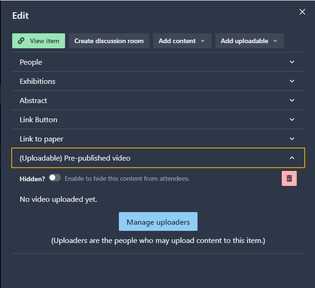 Edit
View item
Create discussion room
Add content
Add uploadable
People
Exhibitions
Abstract
Link Button
Link to paper
(Uploadable) Pre-published video
Hidden? Enable to hide this content from attendees.
No video uploaded yet.
Manage uploaders
(Uploaders are the people who may upload content to this item.)